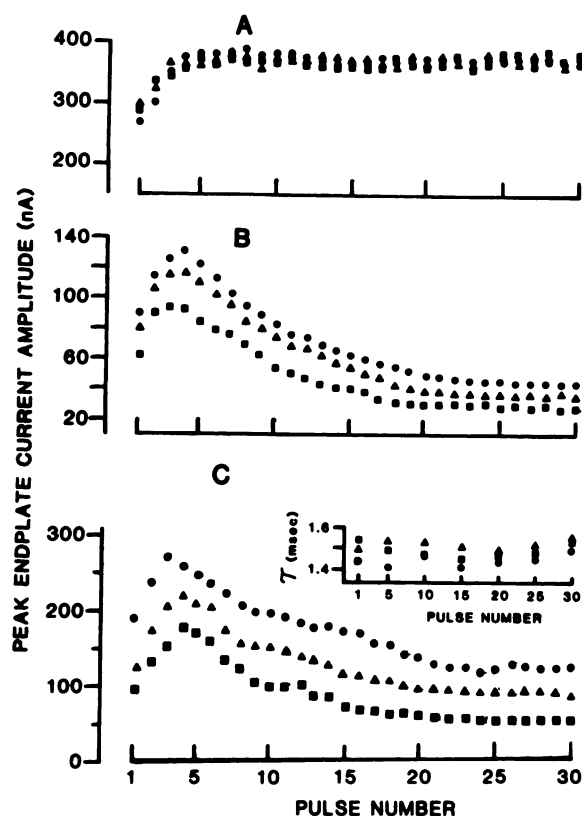 PEAK ENDPLATE CURRENT AMPLITUDE (nA)
A
400
300
200
B
140
100
60
20
C
300
200
100
0
τ (msec)
1.6
1.4
1 5 10 15 20 25 30
PULSE NUMBER
1 5 10 15 20 25 30
PULSE NUMBER